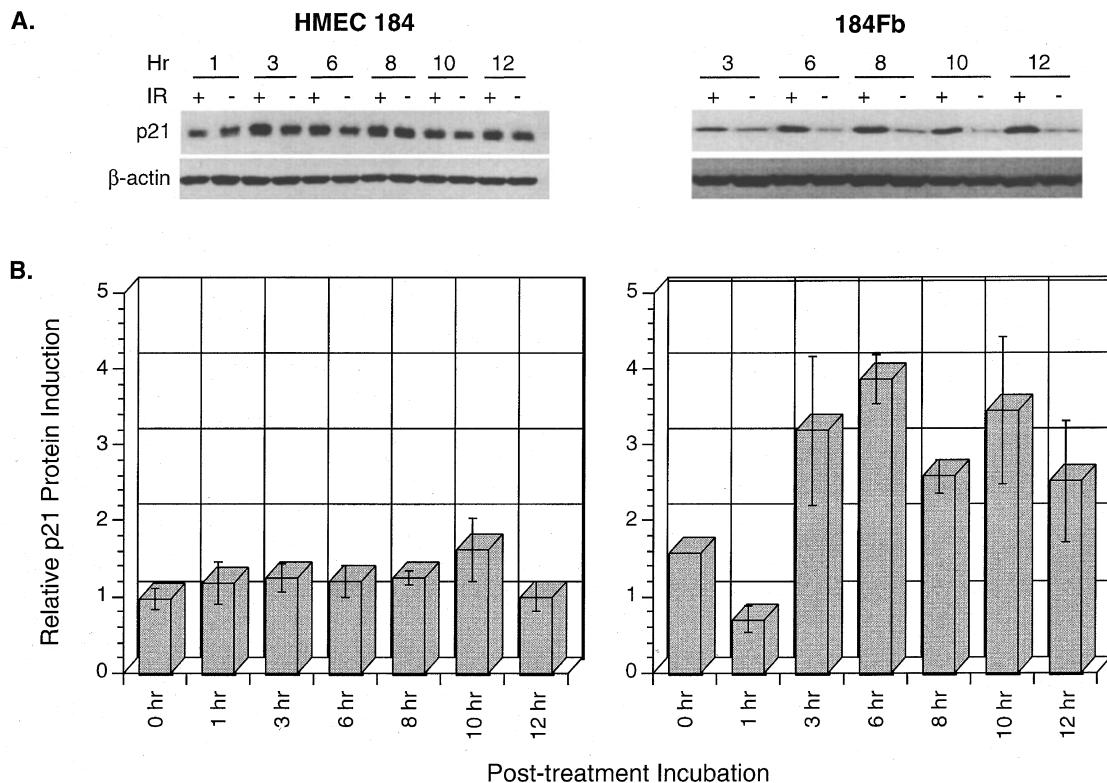 A.
HMEC 184
184Fb
Hr 1 3 6 8 10 12
3 6 8 10 12
IR + - + - + - + - + - + -
+ - + - + - + - + -
p21
β-actin
B.
Relative p21 Protein Induction
5
4
3
2
1
0
0 hr
1 hr
3 hr
6 hr
8 hr
10 hr
12 hr
5
4
3
2
1
0
0 hr
1 hr
3 hr
6 hr
8 hr
10 hr
12 hr
Post-treatment Incubation